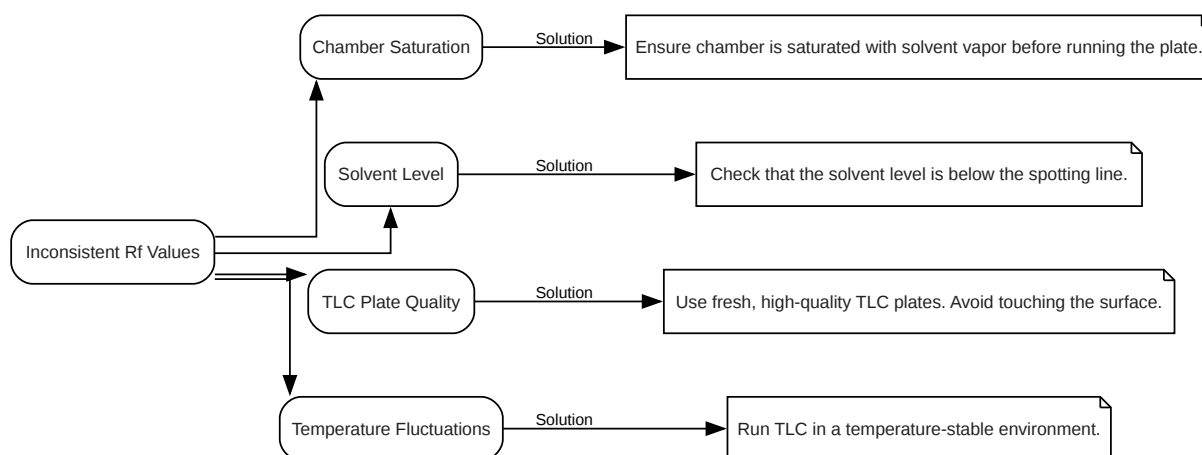 Chamber Saturation
Solution
Ensure chamber is saturated with solvent vapor before running the plate.
Solvent Level
Solution
Check that the solvent level is below the spotting line.
Inconsistent Rf Values
TLC Plate Quality
Solution
Use fresh, high-quality TLC plates. Avoid touching the surface.
Temperature Fluctuations
Solution
Run TLC in a temperature-stable environment.